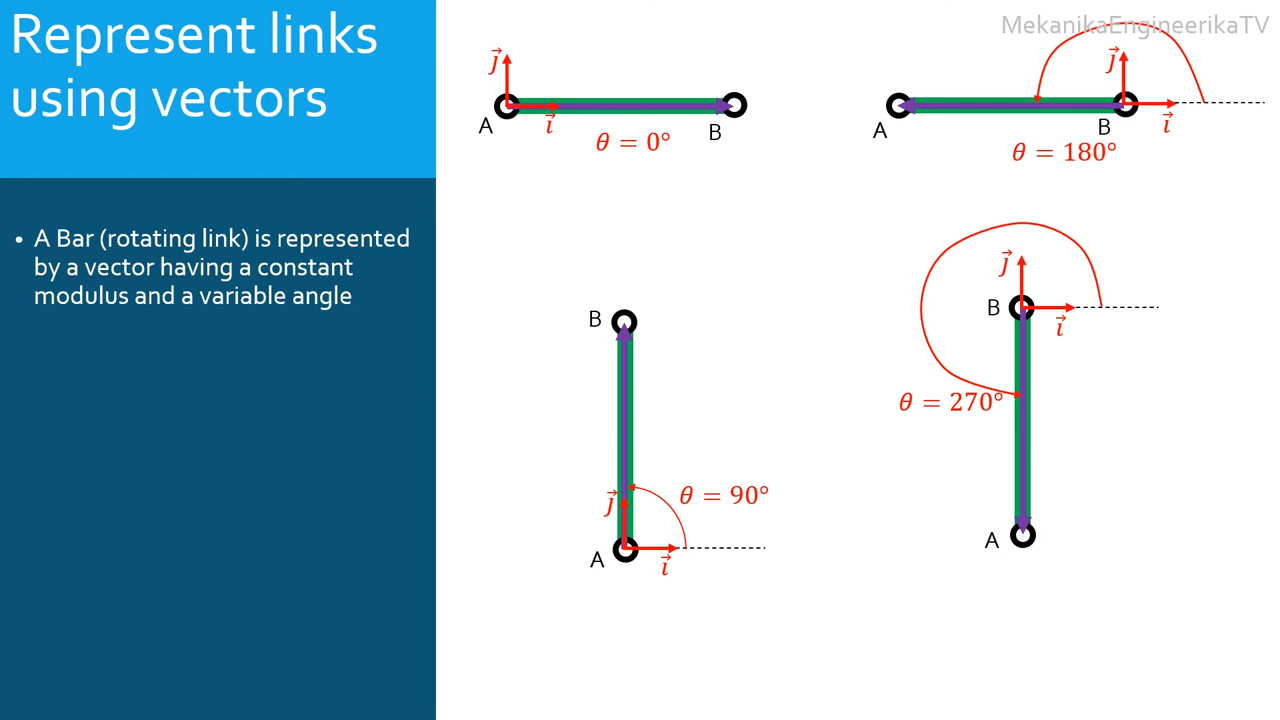 Represent links
using vectors
MekanikaEngineerikaTV
• A Bar (rotating link) is represented
by a vector having a constant
modulus and a variable angle
j⃗
A
i⃗
θ = 0°
B
j⃗
A
B
i⃗
θ = 180°
B
j⃗
θ = 90°
A
i⃗
j⃗
B
i⃗
θ = 270°
A